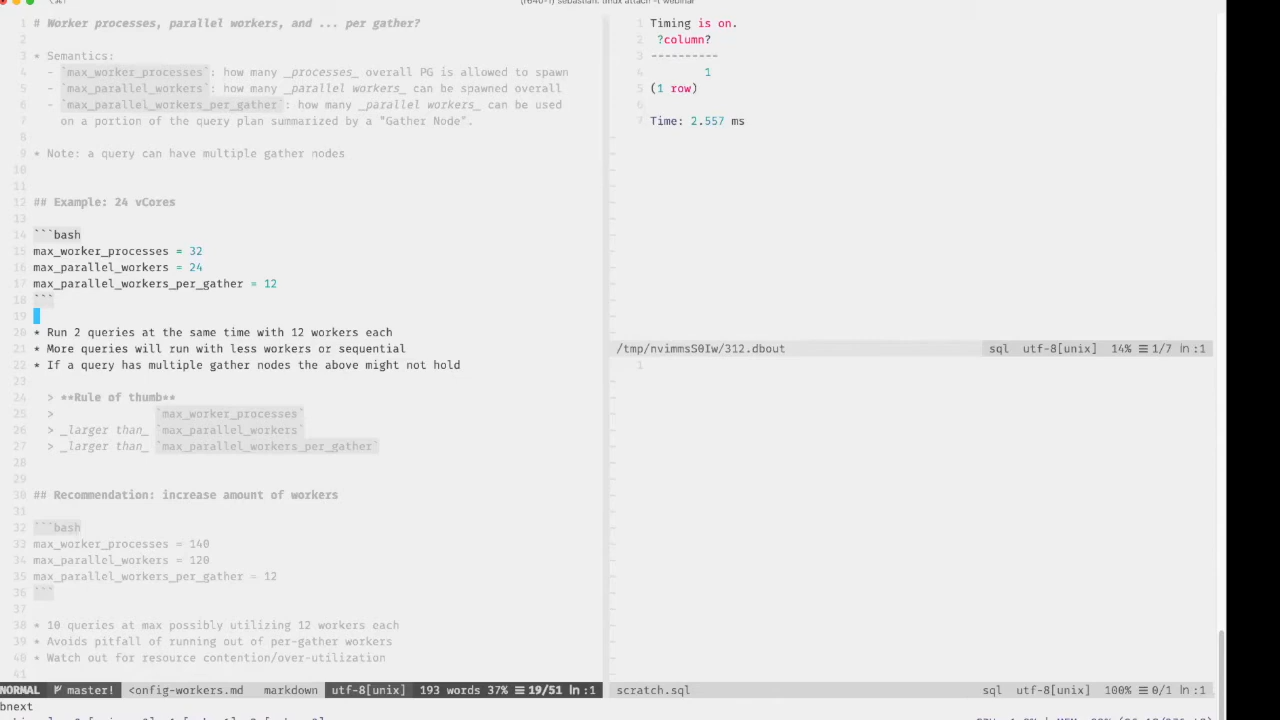 # Worker processes, parallel workers, and ... per gather?
* Semantics:
- `max_worker_processes`: how many _processes_ overall PG is allowed to spawn
- `max_parallel_workers`: how many _parallel workers_ can be spawned overall
- `max_parallel_workers_per_gather`: how many _parallel workers_ can be used
on a portion of the query plan summarized by a "Gather Node".
* Note: a query can have multiple gather nodes
## Example: 24 vCores
```bash
max_worker_processes = 32
max_parallel_workers = 24
max_parallel_workers_per_gather = 12
```
* Run 2 queries at the same time with 12 workers each
* More queries will run with less workers or sequential
* If a query has multiple gather nodes the above might not hold
> **Rule of thumb**
> `max_worker_processes`
> _larger than_ `max_parallel_workers`
> _larger than_ `max_parallel_workers_per_gather`
## Recommendation: increase amount of workers
```bash
max_worker_processes = 140
max_parallel_workers = 120
max_parallel_workers_per_gather = 12
```
* 10 queries at max possibly utilizing 12 workers each
* Avoids pitfall of running out of per-gather workers
* Watch out for resource contention/over-utilization
NORMAL master! <onfig-workers.md markdown utf-8[unix] 193 words 37% ≡ 19/51 ln :1
bnext
1 Timing is on.
2 ?column?
3 ----------
4 1
5 (1 row)
6
7 Time: 2.557 ms
/tmp/nvimmsS0Iw/312.dbout sql utf-8[unix] 14% ≡ 1/7 ln :1
1
scratch.sql sql utf-8[unix] 100% ≡ 0/1 ln :1